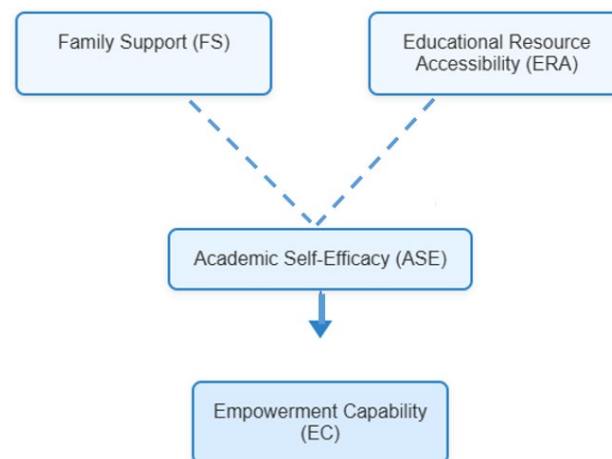 Family Support (FS)
Educational Resource
Accessibility (ERA)
Academic Self-Efficacy (ASE)
Empowerment Capability
(EC)